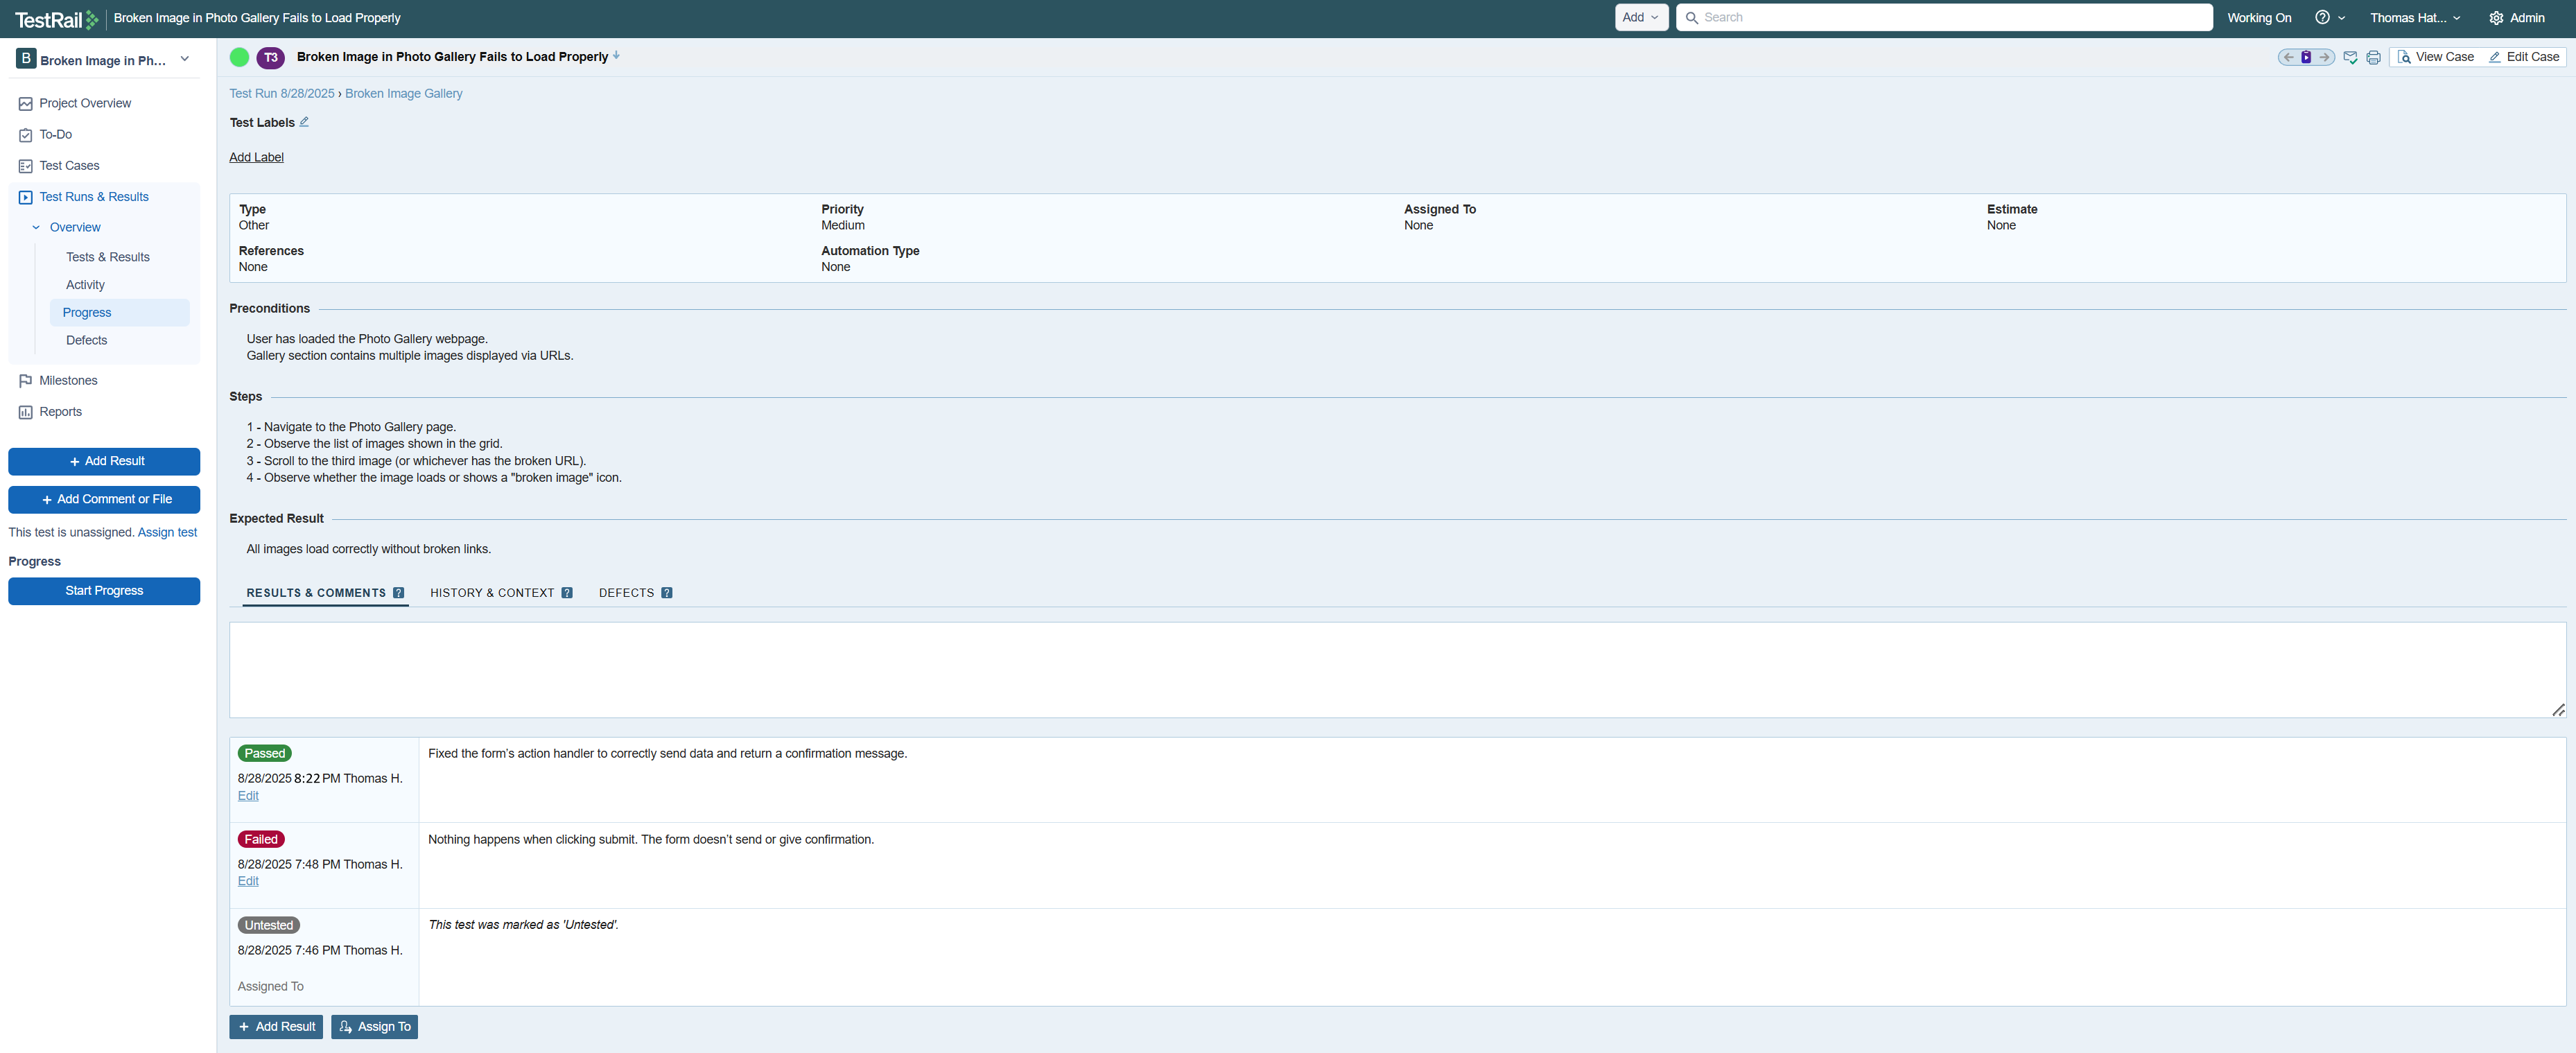 TestRail Broken Image in Photo Gallery Fails to Load Properly
Add Search Working On Thomas Hat... Admin
B Broken Image in Ph...
Project Overview
To-Do
Test Cases
Test Runs & Results
Overview
Tests & Results
Activity
Progress
Defects
Milestones
Reports
+ Add Result
+ Add Comment or File
This test is unassigned. Assign test
Progress
Start Progress
T3 Broken Image in Photo Gallery Fails to Load Properly
View Case Edit Case
Test Run 8/28/2025 › Broken Image Gallery
Test Labels
Add Label
Type Priority Assigned To Estimate
Other Medium None None
References Automation Type
None None
Preconditions
User has loaded the Photo Gallery webpage.
Gallery section contains multiple images displayed via URLs.
Steps
1 - Navigate to the Photo Gallery page.
2 - Observe the list of images shown in the grid.
3 - Scroll to the third image (or whichever has the broken URL).
4 - Observe whether the image loads or shows a "broken image" icon.
Expected Result
All images load correctly without broken links.
RESULTS & COMMENTS ? HISTORY & CONTEXT ? DEFECTS ?
Passed Fixed the form's action handler to correctly send data and return a confirmation message.
8/28/2025 8:22 PM Thomas H.
Edit
Failed Nothing happens when clicking submit. The form doesn't send or give confirmation.
8/28/2025 7:48 PM Thomas H.
Edit
Untested This test was marked as 'Untested'.
8/28/2025 7:46 PM Thomas H.
Assigned To
+ Add Result Assign To